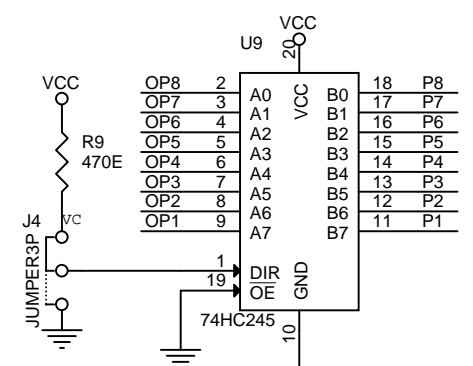 VCC
U9
20
VCC
OP8 2 A0 VCC B0 18 P8
OP7 3 A1 B1 17 P7
OP6 4 A2 B2 16 P6
R9
470E
OP5 5 A3 B3 15 P5
OP4 6 A4 B4 14 P4
OP3 7 A5 B5 13 P3
OP2 8 A6 B6 12 P2
J4 VC
OP1 9 A7 B7 11 P1
JUMPER3P
1 DIR GND
19 OE
74HC245
10